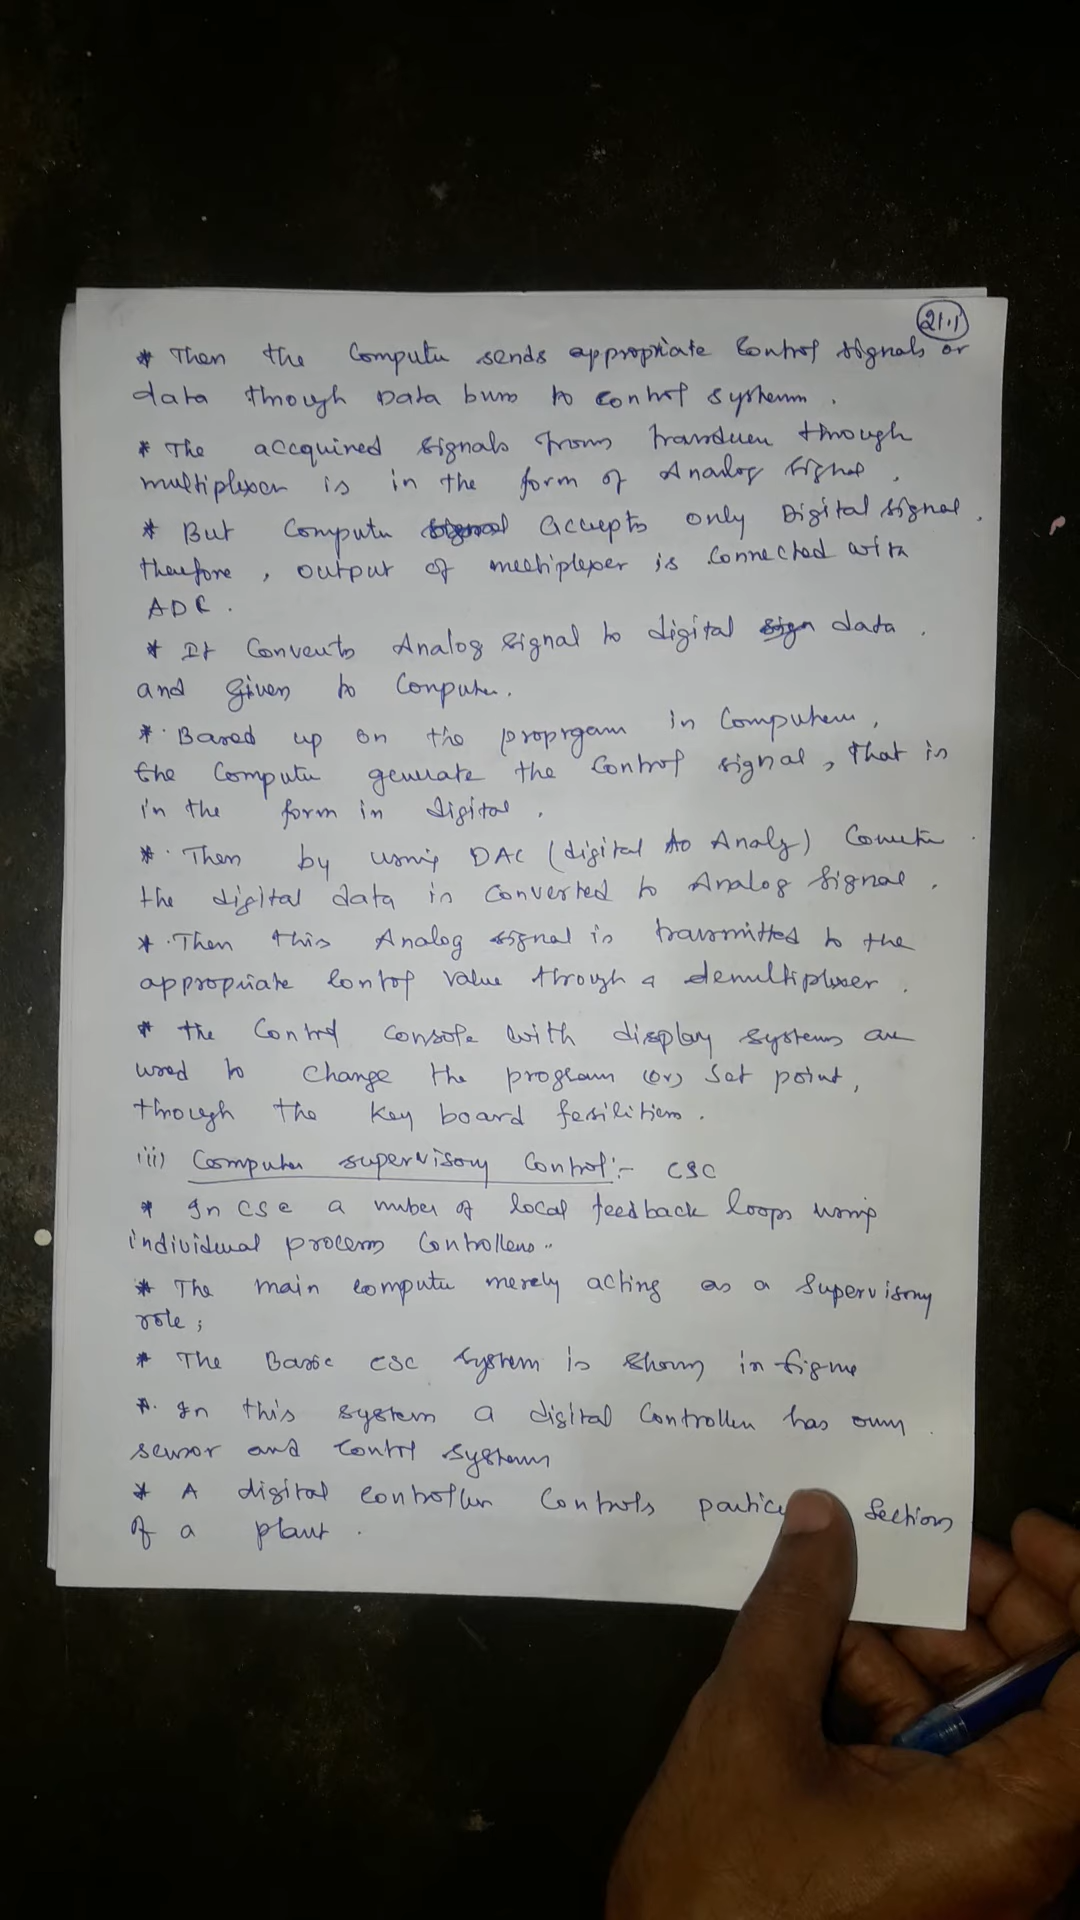 21.1
* Then the Computer sends appropriate Control signals or
data through Data buss to control system.
* The accquired signals from transducer through
multiplexer is in the form of Analog signal.
* But Computer accepts only Digital signal.
therefore, output of multiplexer is connected with
ADC.
* It Converts Analog signal to digital data.
and given to Computer.
* Based up on the proprgam in Computer,
the Computer generate the Control signal, that is
in the form in digital.
* Then by using DAC (digital to Analog) Converter
the digital data is converted to Analog signal.
* Then this Analog signal is transmitted to the
appropriate Control value through a demultiplexer.
* The Control console with display systems are
used to change the program (or) set point,
through the key board fesilities.
iii) Computer supervisory Control:- CSC
* In CSC a number of local feedback loops using
individual process Controllers..
* The main computer merely acting as a Supervisory
role;
* The Basic CSC system is shown in figure
* In this system a digital Controller has own
sensor and Control system
* A digital controller Controls section
of a plant.